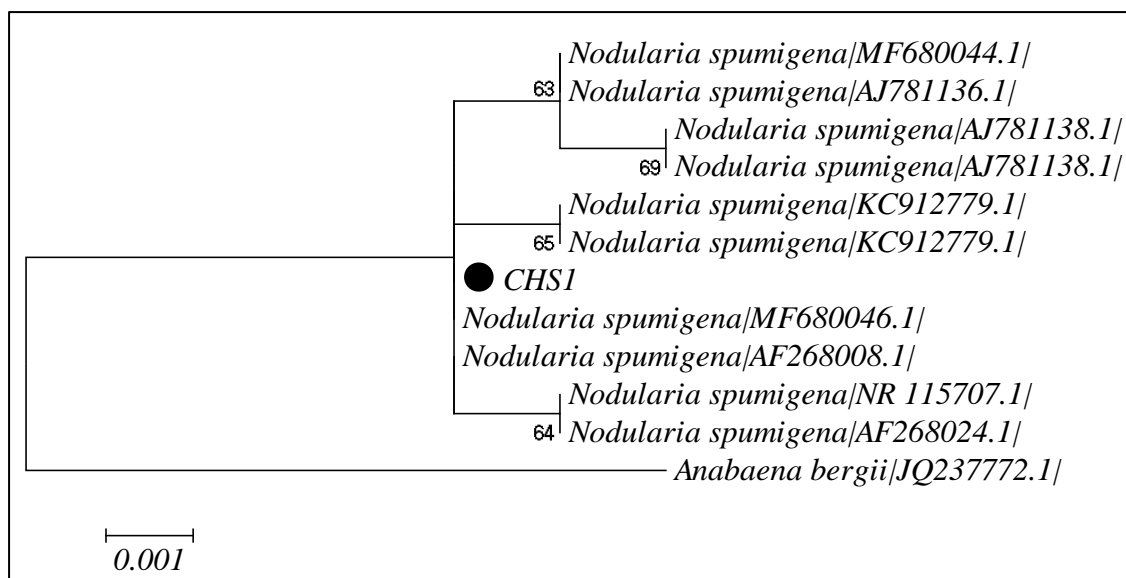 Nodularia spumigena|MF680044.1|
63
Nodularia spumigena|AJ781136.1|
Nodularia spumigena|AJ781138.1|
69
Nodularia spumigena|AJ781138.1|
Nodularia spumigena|KC912779.1|
65
Nodularia spumigena|KC912779.1|
CHS1
Nodularia spumigena|MF680046.1|
Nodularia spumigena|AF268008.1|
Nodularia spumigena|NR 115707.1|
64
Nodularia spumigena|AF268024.1|
Anabaena bergii|JQ237772.1|
0.001